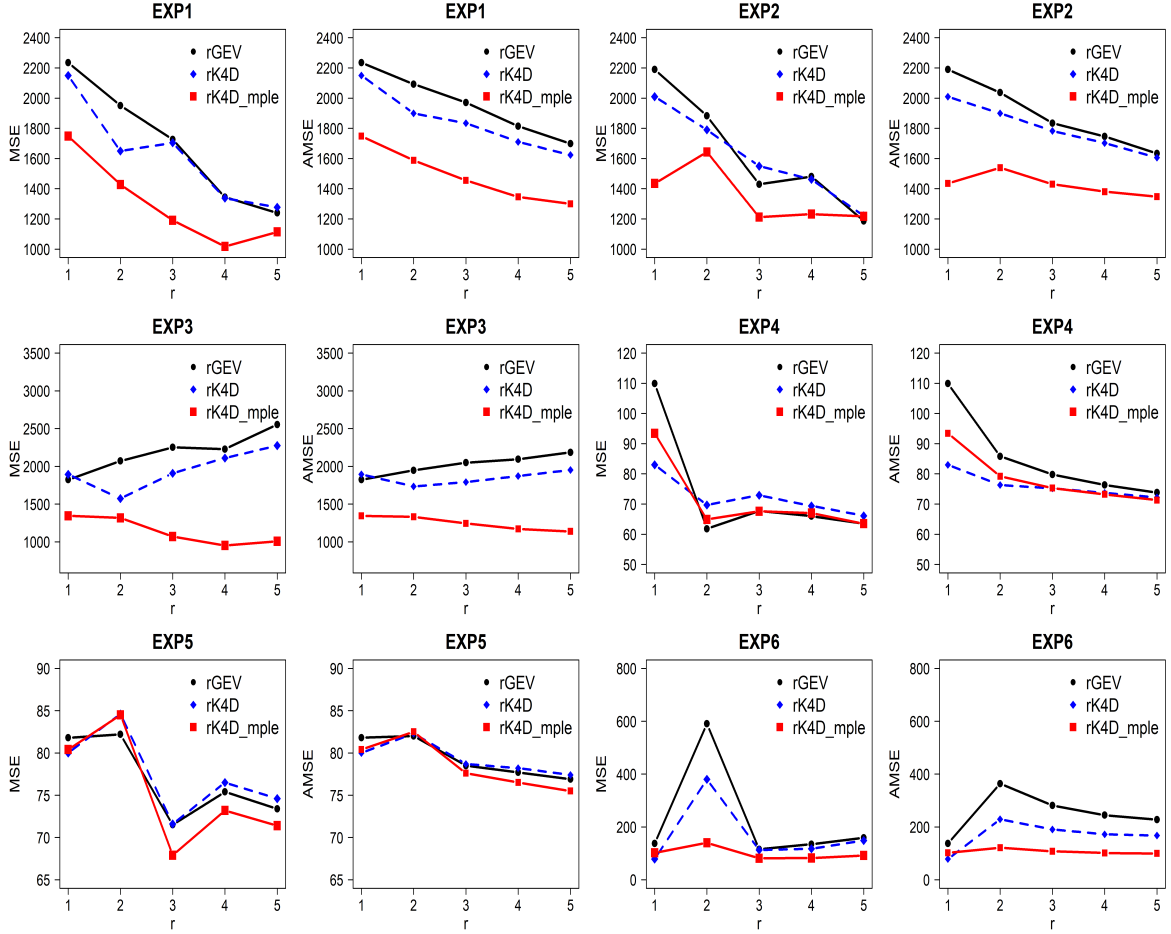 EXP1
MSE
2400
2200
2000
1800
1600
1400
1200
1000
rGEV
rK4D
rK4D_mple
1 2 3 4 5
r
EXP1
AMSE
2400
2200
2000
1800
1600
1400
1200
1000
rGEV
rK4D
rK4D_mple
1 2 3 4 5
r
EXP2
MSE
2400
2200
2000
1800
1600
1400
1200
1000
rGEV
rK4D
rK4D_mple
1 2 3 4 5
r
EXP2
AMSE
2400
2200
2000
1800
1600
1400
1200
1000
rGEV
rK4D
rK4D_mple
1 2 3 4 5
r
EXP3
MSE
3500
3000
2500
2000
1500
1000
rGEV
rK4D
rK4D_mple
1 2 3 4 5
r
EXP3
AMSE
3500
3000
2500
2000
1500
1000
rGEV
rK4D
rK4D_mple
1 2 3 4 5
r
EXP4
MSE
120
110
100
90
80
70
60
50
rGEV
rK4D
rK4D_mple
1 2 3 4 5
r
EXP4
AMSE
120
110
100
90
80
70
60
50
rGEV
rK4D
rK4D_mple
1 2 3 4 5
r
EXP5
MSE
90
85
80
75
70
65
rGEV
rK4D
rK4D_mple
1 2 3 4 5
r
EXP5
AMSE
90
85
80
75
70
65
rGEV
rK4D
rK4D_mple
1 2 3 4 5
r
EXP6
MSE
800
600
400
200
0
rGEV
rK4D
rK4D_mple
1 2 3 4 5
r
EXP6
AMSE
800
600
400
200
0
rGEV
rK4D
rK4D_mple
1 2 3 4 5
r